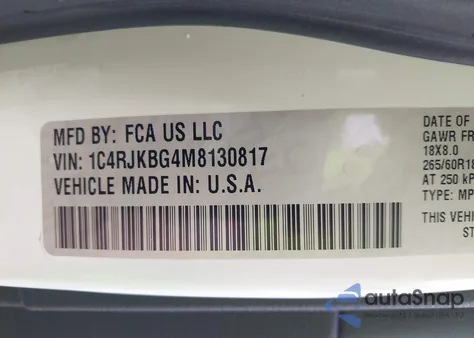 MFD BY: FCA US LLC
VIN: 1C4RJKBG4M8130817
VEHICLE MADE IN: U.S.A.
DATE OF
GAWR FR
18X8.0
265/60R18
AT 250 kP
TYPE: MP
THIS VEHI
ST
autoSnap